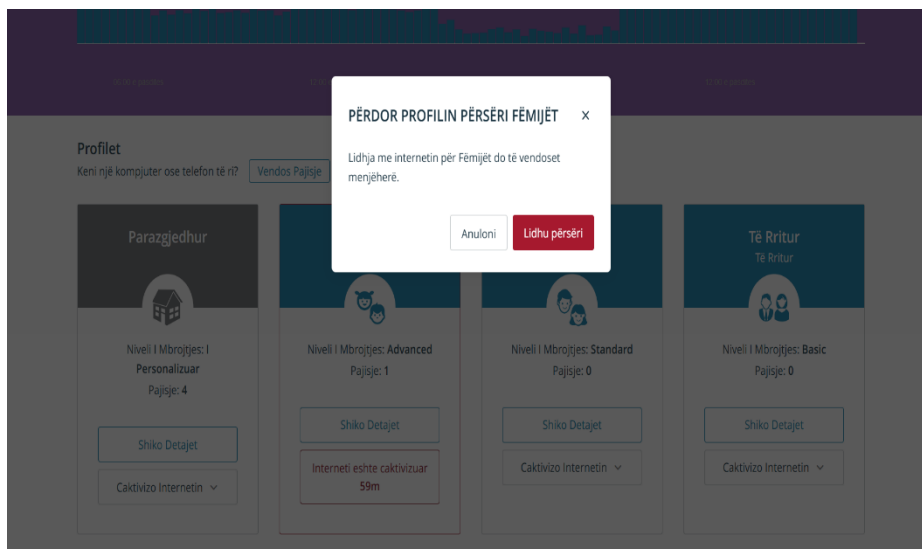 PËRDOR PROFILIN PËRSËRI FËMIJËT ×
Lidhja me internetin për Fëmijët do të vendoset
menjëherë.
Anuloni
Lidhu përsëri
Profilet
Keni një kompjuter ose telefon të ri?
Vendos Pajisje
Parazgjedhur
Niveli I Mbrojtjes: I
Personalizuar
Pajisje: 4
Shiko Detajet
Caktivizo Internetin
Niveli I Mbrojtjes: Advanced
Pajisje: 1
Shiko Detajet
Interneti eshte caktivizuar
59m
Niveli I Mbrojtjes: Standard
Pajisje: 0
Shiko Detajet
Caktivizo Internetin
Të Rritur
Të Rritur
Niveli I Mbrojtjes: Basic
Pajisje: 0
Shiko Detajet
Caktivizo Internetin